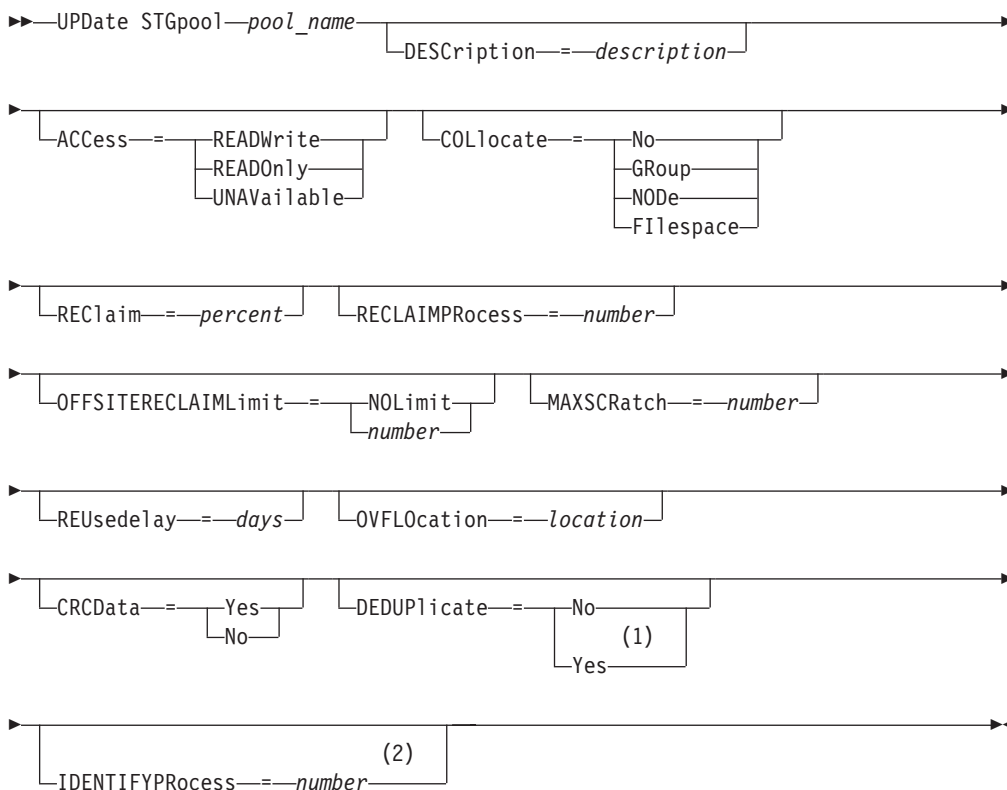 UPDate STGpool pool_name
DESCription = description
ACCess = READWrite
READOnly
UNAVailable
COLlocate = No
GRoup
NODe
FIlespace
REClaim = percent
RECLAIMPRocess = number
OFFSITERECLAIMLimit = NOLimit
number
MAXSCRatch = number
REUsedelay = days
OVFLOcation = location
CRCData = Yes
No
DEDUPlicate = No
(1)
Yes
(2)
IDENTIFYPRocess = number